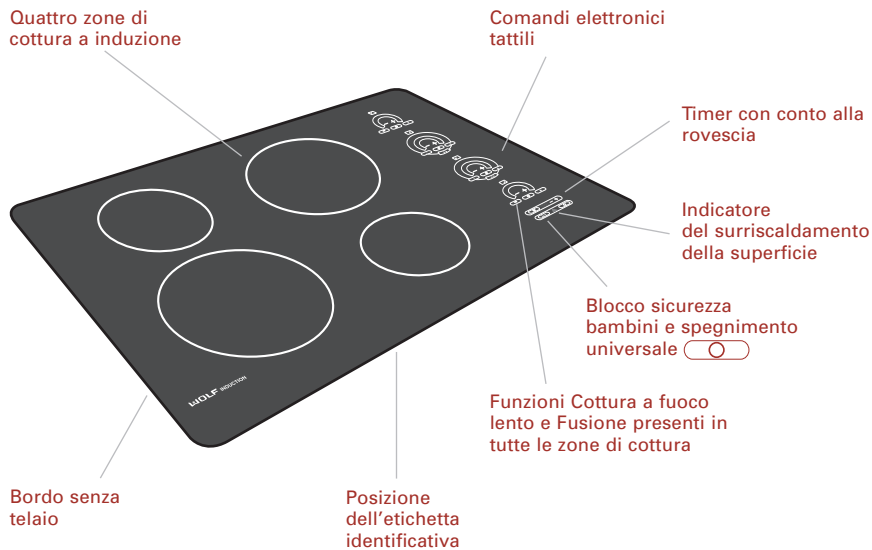 Quattro zone di
cottura a induzione
Comandi elettronici
tattili
Timer con conto alla
rovescia
Indicatore
del surriscaldamento
della superficie
Blocco sicurezza
bambini e spegnimento
universale
Funzioni Cottura a fuoco
lento e Fusione presenti in
tutte le zone di cottura
WOLF INDUCTION
Bordo senza
telaio
Posizione
dell'etichetta
identificativa